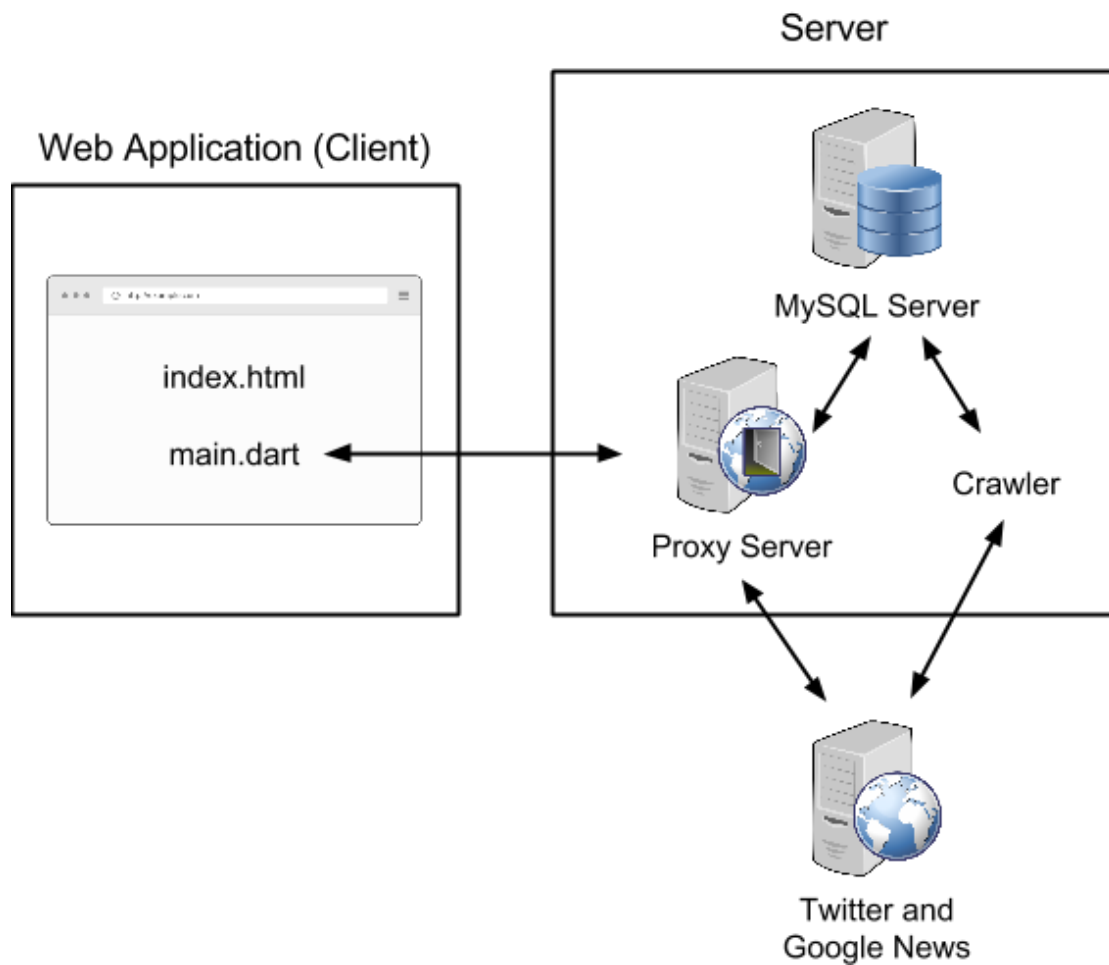 Server
Web Application (Client)
MySQL Server
index.html
main.dart
Crawler
Proxy Server
Twitter and
Google News